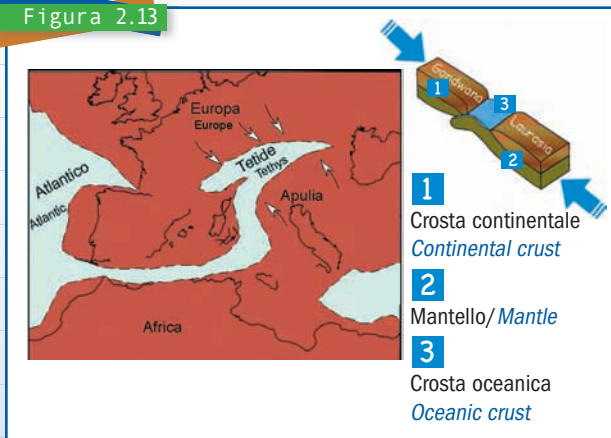 Figura 2.13
Europa
Europe
Tetide
Tethys
Apulia
Atlantico
Atlantic
Africa
Gondwana
Laurasia
1
3
2
1
Crosta continentale
Continental crust
2
Mantello/Mantle
3
Crosta oceanica
Oceanic crust